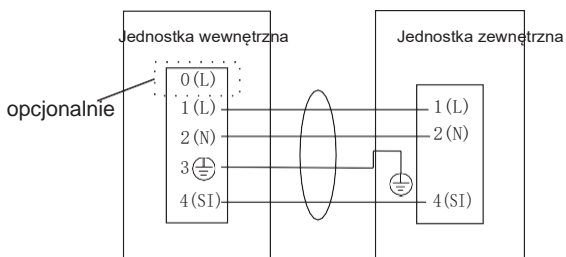 Jednostka wewnętrzna
Jednostka zewnętrzna
opcjonalnie
0(L)
1(L)
2(N)
3
4(SI)
1(L)
2(N)
4(SI)